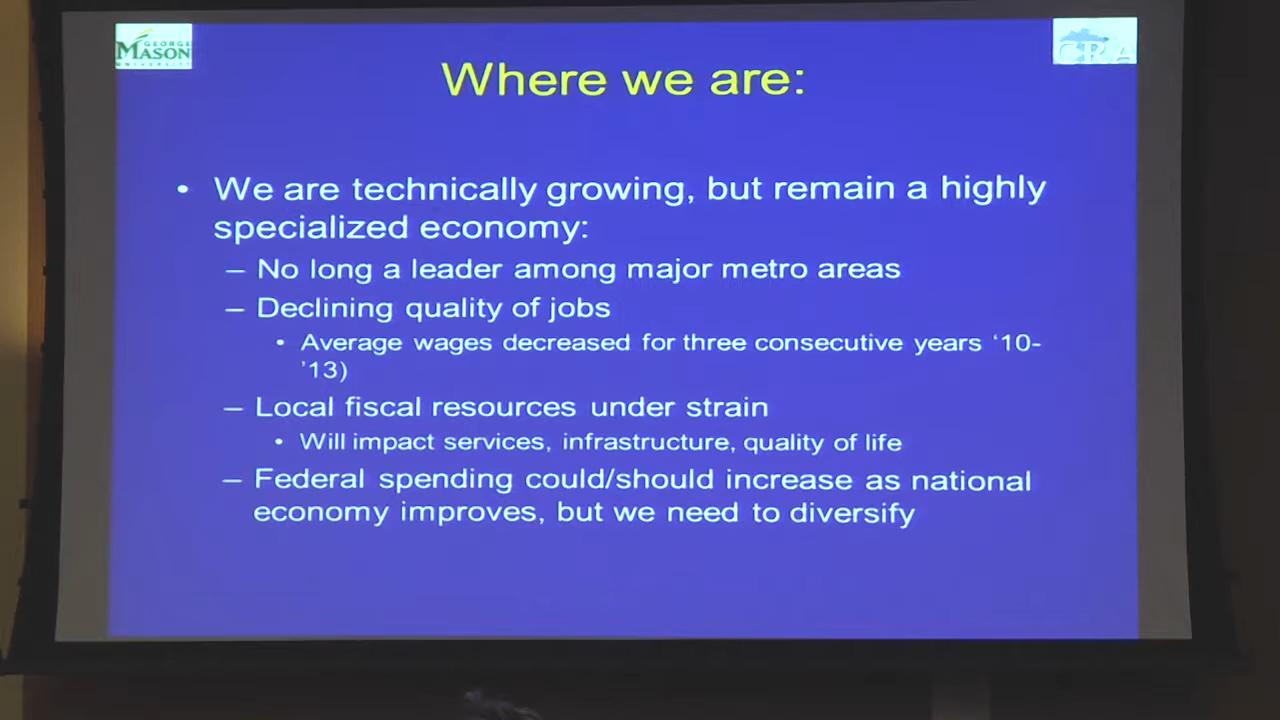 GEORGE
MASON
UNIVERSITY
CRA
Where we are:
• We are technically growing, but remain a highly
specialized economy:
– No long a leader among major metro areas
– Declining quality of jobs
• Average wages decreased for three consecutive years ‘10-
’13)
– Local fiscal resources under strain
• Will impact services, infrastructure, quality of life
– Federal spending could/should increase as national
economy improves, but we need to diversify